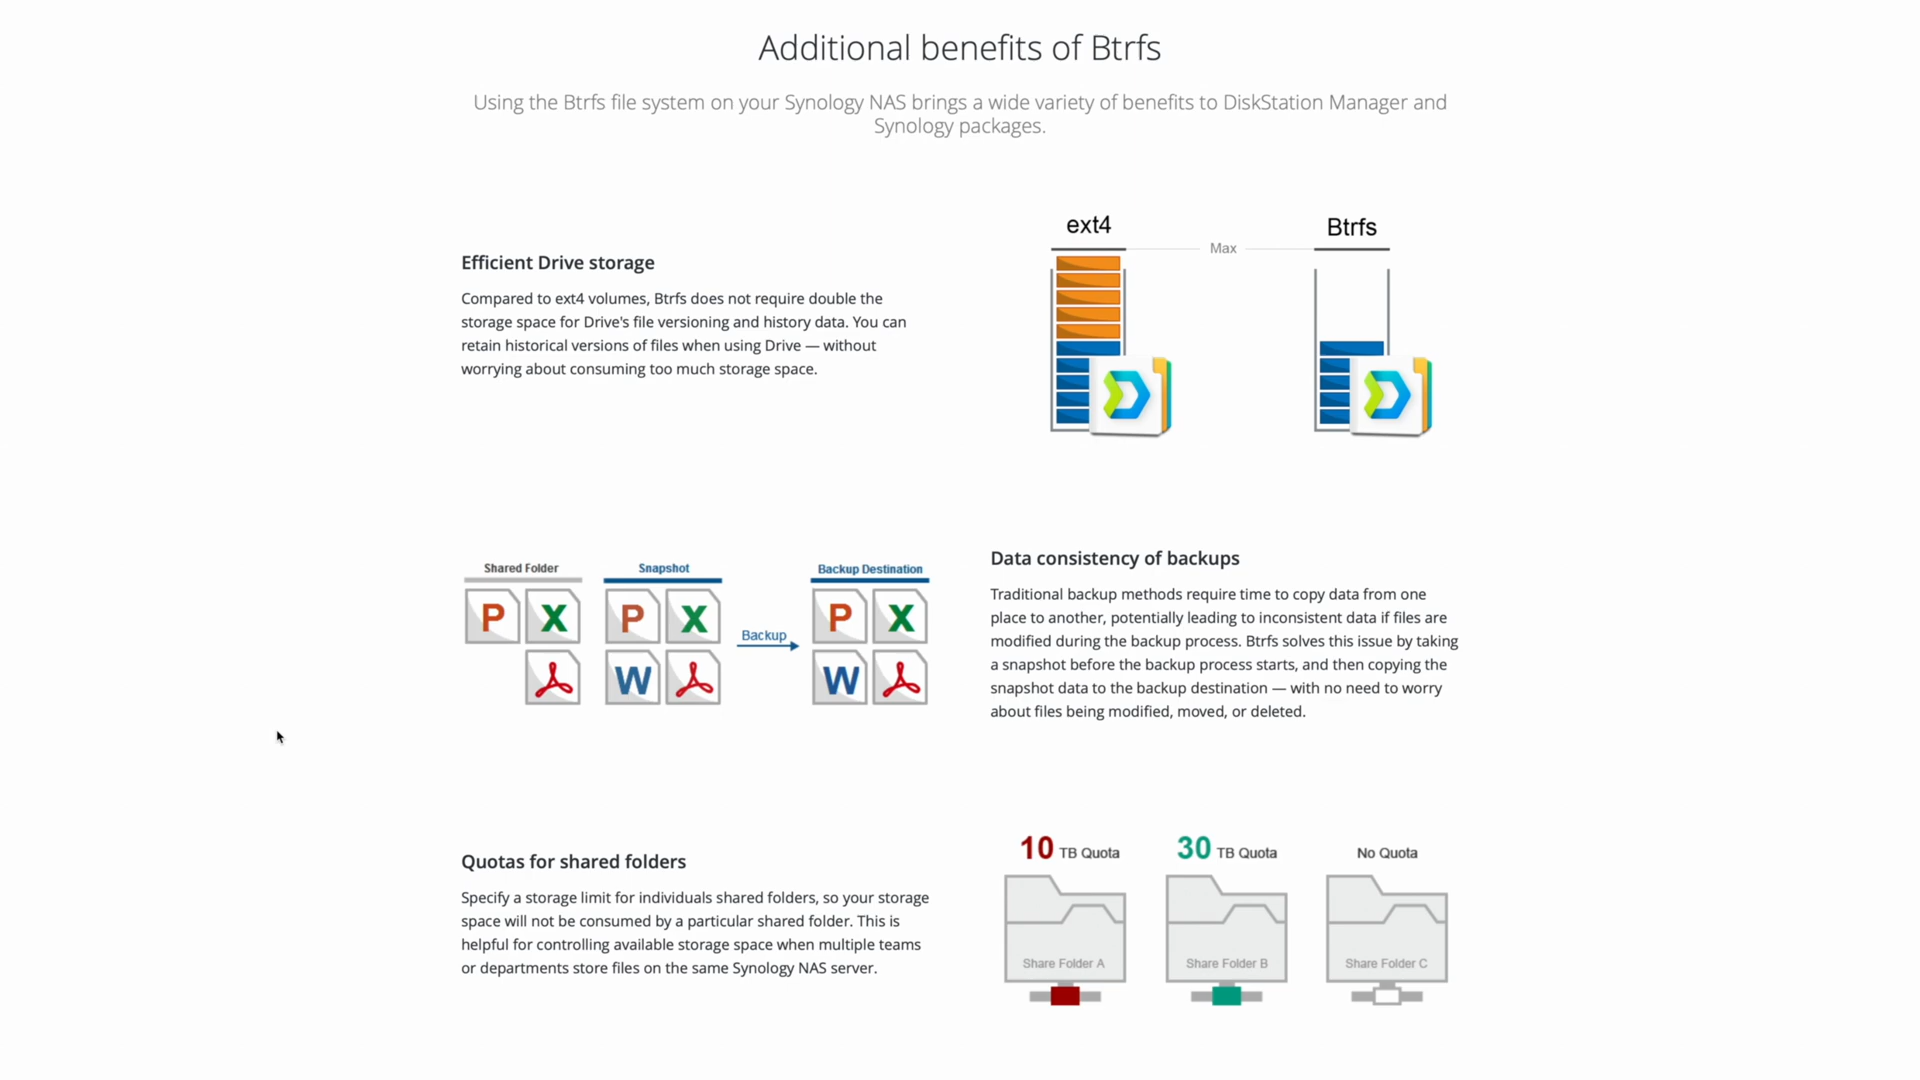 Additional benefits of Btrfs
Using the Btrfs file system on your Synology NAS brings a wide variety of benefits to DiskStation Manager and
Synology packages.
Efficient Drive storage
Compared to ext4 volumes, Btrfs does not require double the
storage space for Drive's file versioning and history data. You can
retain historical versions of files when using Drive — without
worrying about consuming too much storage space.
ext4
Btrfs
Max
Shared Folder
Snapshot
Backup Destination
P X P X P X
Backup
W W
Data consistency of backups
Traditional backup methods require time to copy data from one
place to another, potentially leading to inconsistent data if files are
modified during the backup process. Btrfs solves this issue by taking
a snapshot before the backup process starts, and then copying the
snapshot data to the backup destination — with no need to worry
about files being modified, moved, or deleted.
Quotas for shared folders
Specify a storage limit for individuals shared folders, so your storage
space will not be consumed by a particular shared folder. This is
helpful for controlling available storage space when multiple teams
or departments store files on the same Synology NAS server.
10 TB Quota
30 TB Quota
No Quota
Share Folder A
Share Folder B
Share Folder C